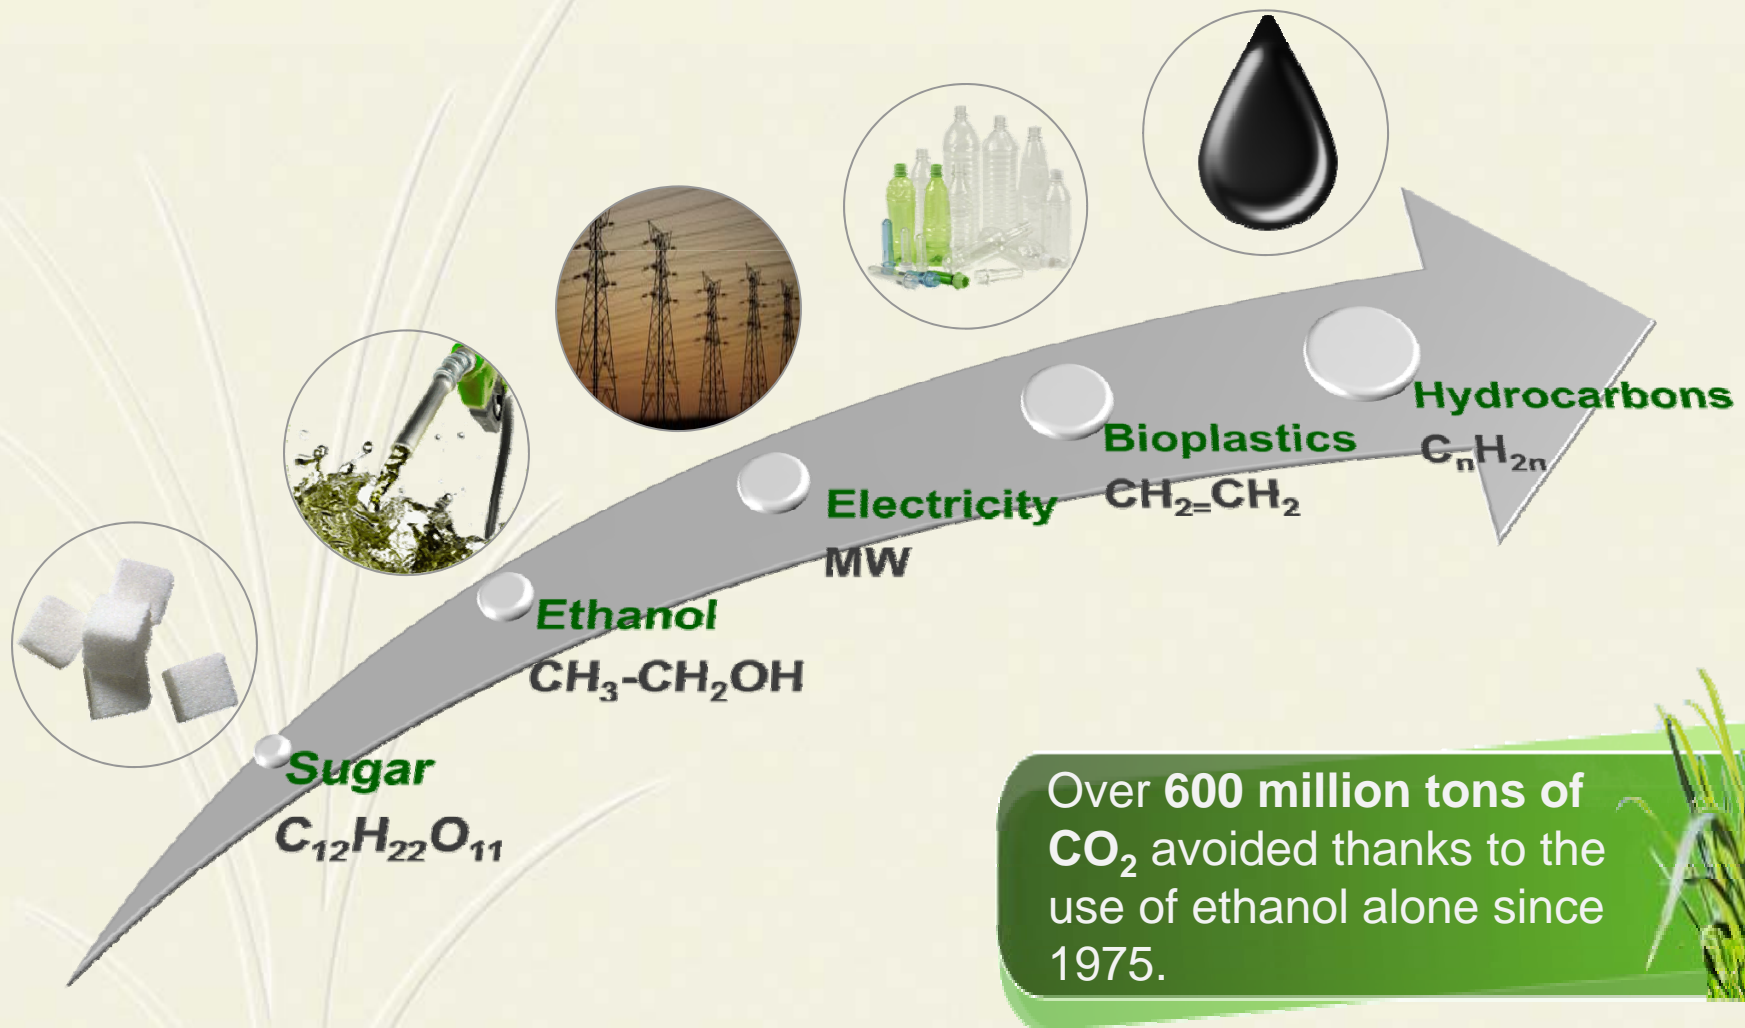 Sugar
C₁₂H₂₂O₁₁
Ethanol
CH₃-CH₂OH
Electricity
MW
Bioplastics
CH₂₌CH₂
Hydrocarbons
CₙH₂ₙ
Over 600 million tons of
CO₂ avoided thanks to the
use of ethanol alone since
1975.